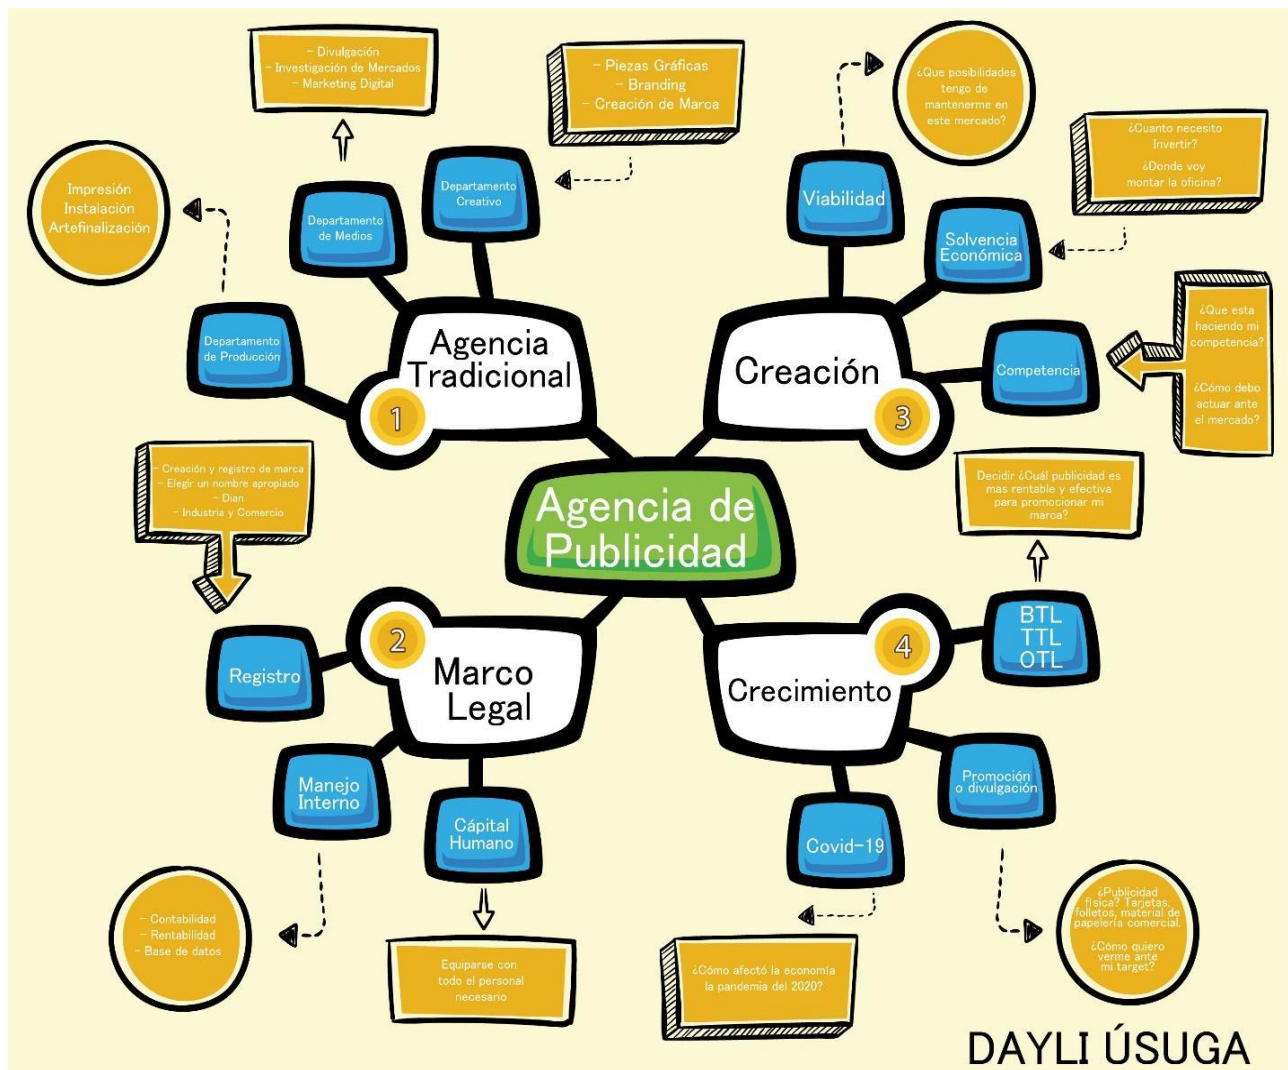 Agencia de
Publicidad
1
Agencia
Tradicional
Departamento
Creativo
- Piezas Gráficas
- Branding
- Creación de Marca
Departamento
de Medios
- Divulgación
- Investigación de Mercados
- Marketing Digital
Departamento
de Producción
Impresión
Instalación
Artefinalización
2
Marco
Legal
Registro
- Creación y registro de marca
- Elegir un nombre apropiado
- Dian
- Industria y Comercio
Manejo
Interno
- Contabilidad
- Rentabilidad
- Base de datos
Cápital
Humano
Equiparse con
todo el personal
necesario
3
Creación
Viabilidad
¿Que posibilidades
tengo de
mantenerme en
este mercado?
Solvencia
Económica
¿Cuanto necesito
Invertir?
¿Donde voy
montar la oficina?
Competencia
¿Que esta
haciendo mi
competencia?
¿Cómo debo
actuar ante
el mercado?
4
Crecimiento
BTL
TTL
OTL
Decidir ¿Cuál publicidad es
mas rentable y efectiva
para promocionar mi
marca?
Promoción
o divulgación
¿Publicidad
física? Tarjetas,
folletos, material de
papelería comercial.
¿Cómo quiero
verme ante
mi target?
Covid-19
¿Cómo afectó la economía
la pandemia del 2020?
DAYLI ÚSUGA